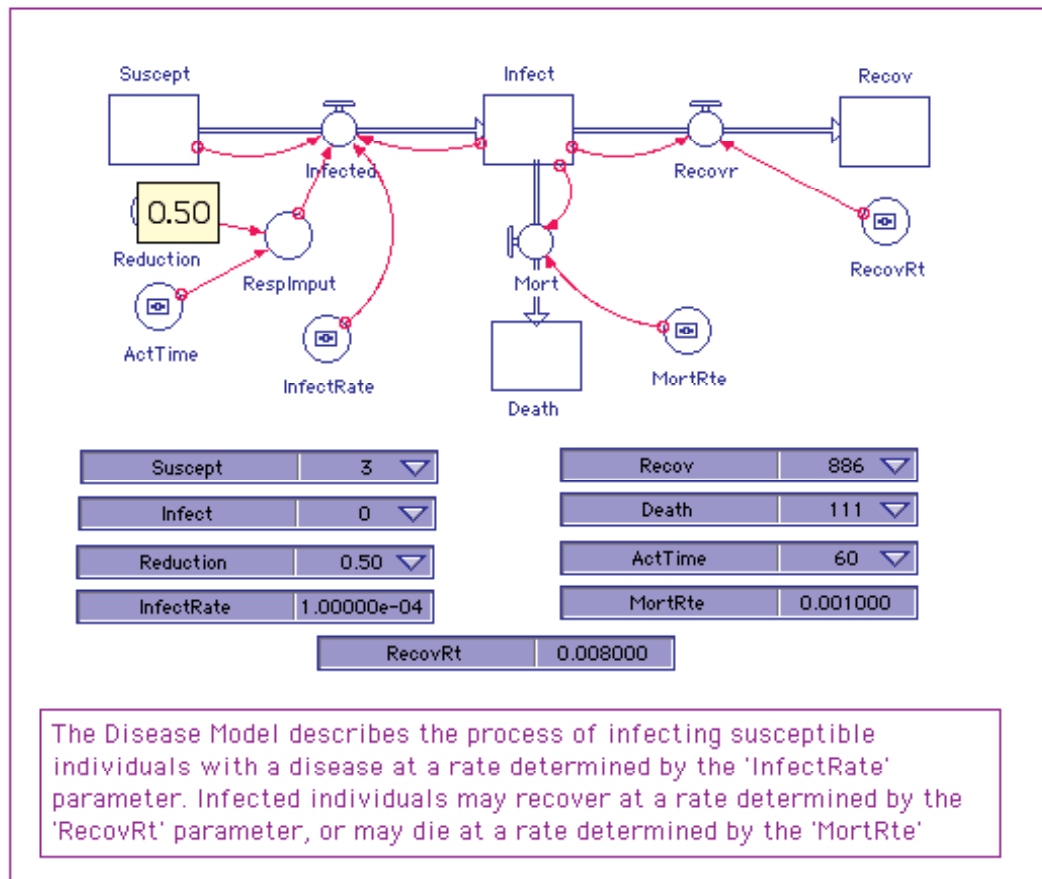 Suscept
Infect
Recov
Infected
Recovr
0.50
Reduction
RespImput
RecovRt
Mort
ActTime
InfectRate
MortRte
Death
Suscept 3
Recov 886
Infect 0
Death 111
Reduction 0.50
ActTime 60
InfectRate 1.00000e-04
MortRte 0.001000
RecovRt 0.008000
The Disease Model describes the process of infecting susceptible
individuals with a disease at a rate determined by the 'InfectRate'
parameter. Infected individuals may recover at a rate determined by the
'RecovRt' parameter, or may die at a rate determined by the 'MortRte'